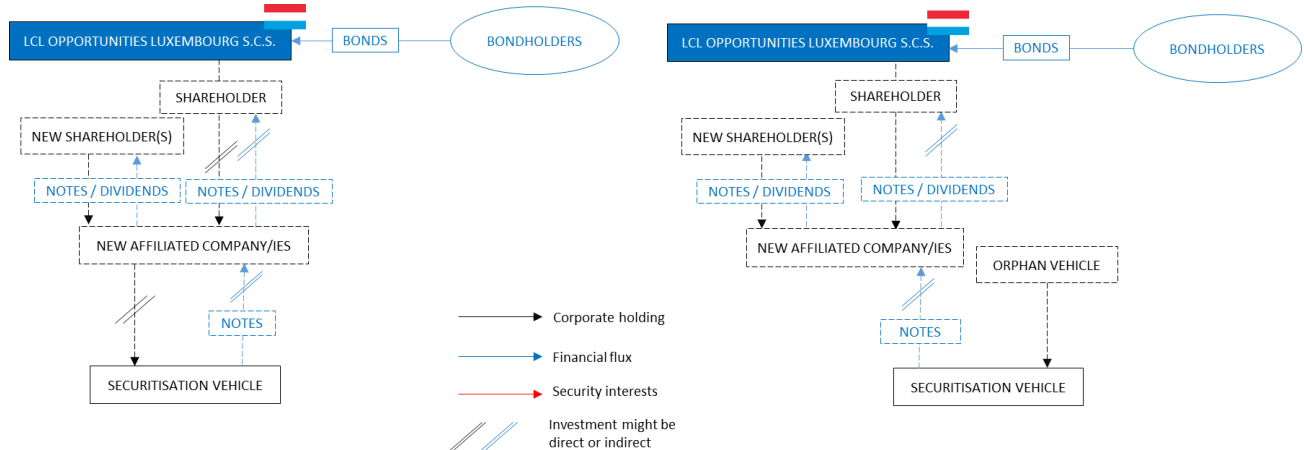 LCL OPPORTUNITIES LUXEMBOURG S.C.S.
BONDS
BONDHOLDERS
SHAREHOLDER
NEW SHAREHOLDER(S)
NOTES / DIVIDENDS
NOTES / DIVIDENDS
NEW AFFILIATED COMPANY/IES
NOTES
SECURITISATION VEHICLE
Corporate holding
Financial flux
Security interests
Investment might be
direct or indirect
LCL OPPORTUNITIES LUXEMBOURG S.C.S.
BONDS
BONDHOLDERS
SHAREHOLDER
NEW SHAREHOLDER(S)
NOTES / DIVIDENDS
NOTES / DIVIDENDS
NEW AFFILIATED COMPANY/IES
ORPHAN VEHICLE
NOTES
SECURITISATION VEHICLE